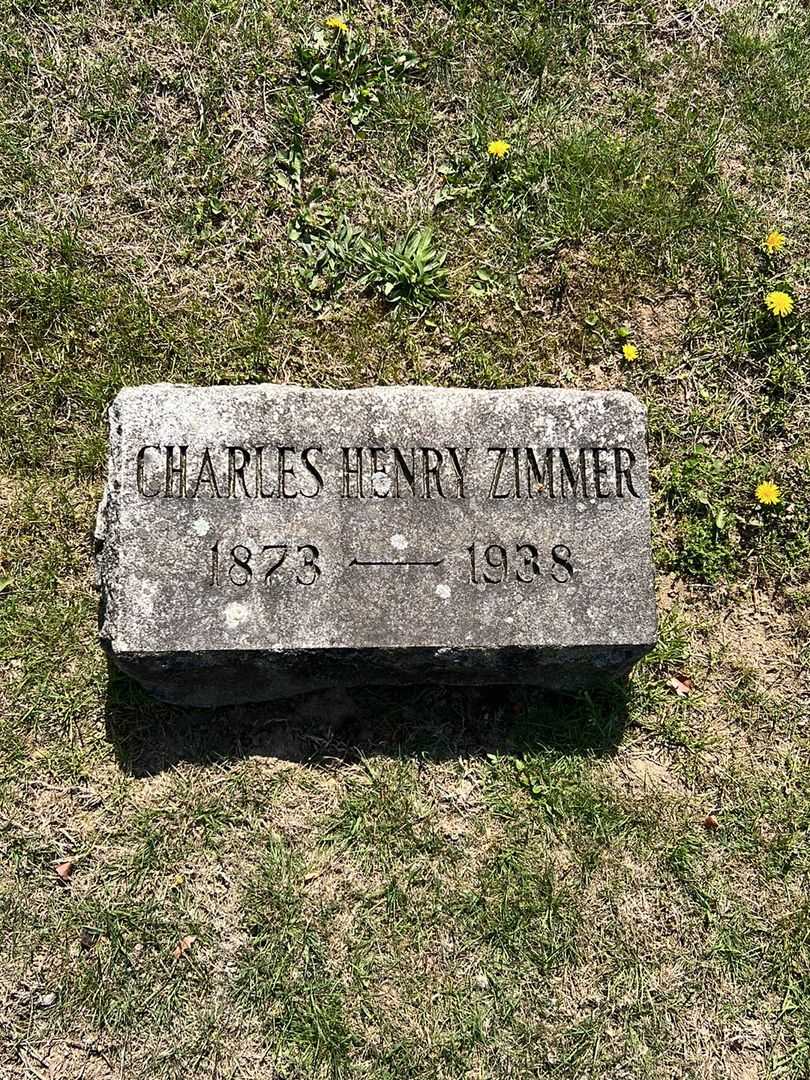 CHARLES HENRY ZIMMER
1873 — 1938